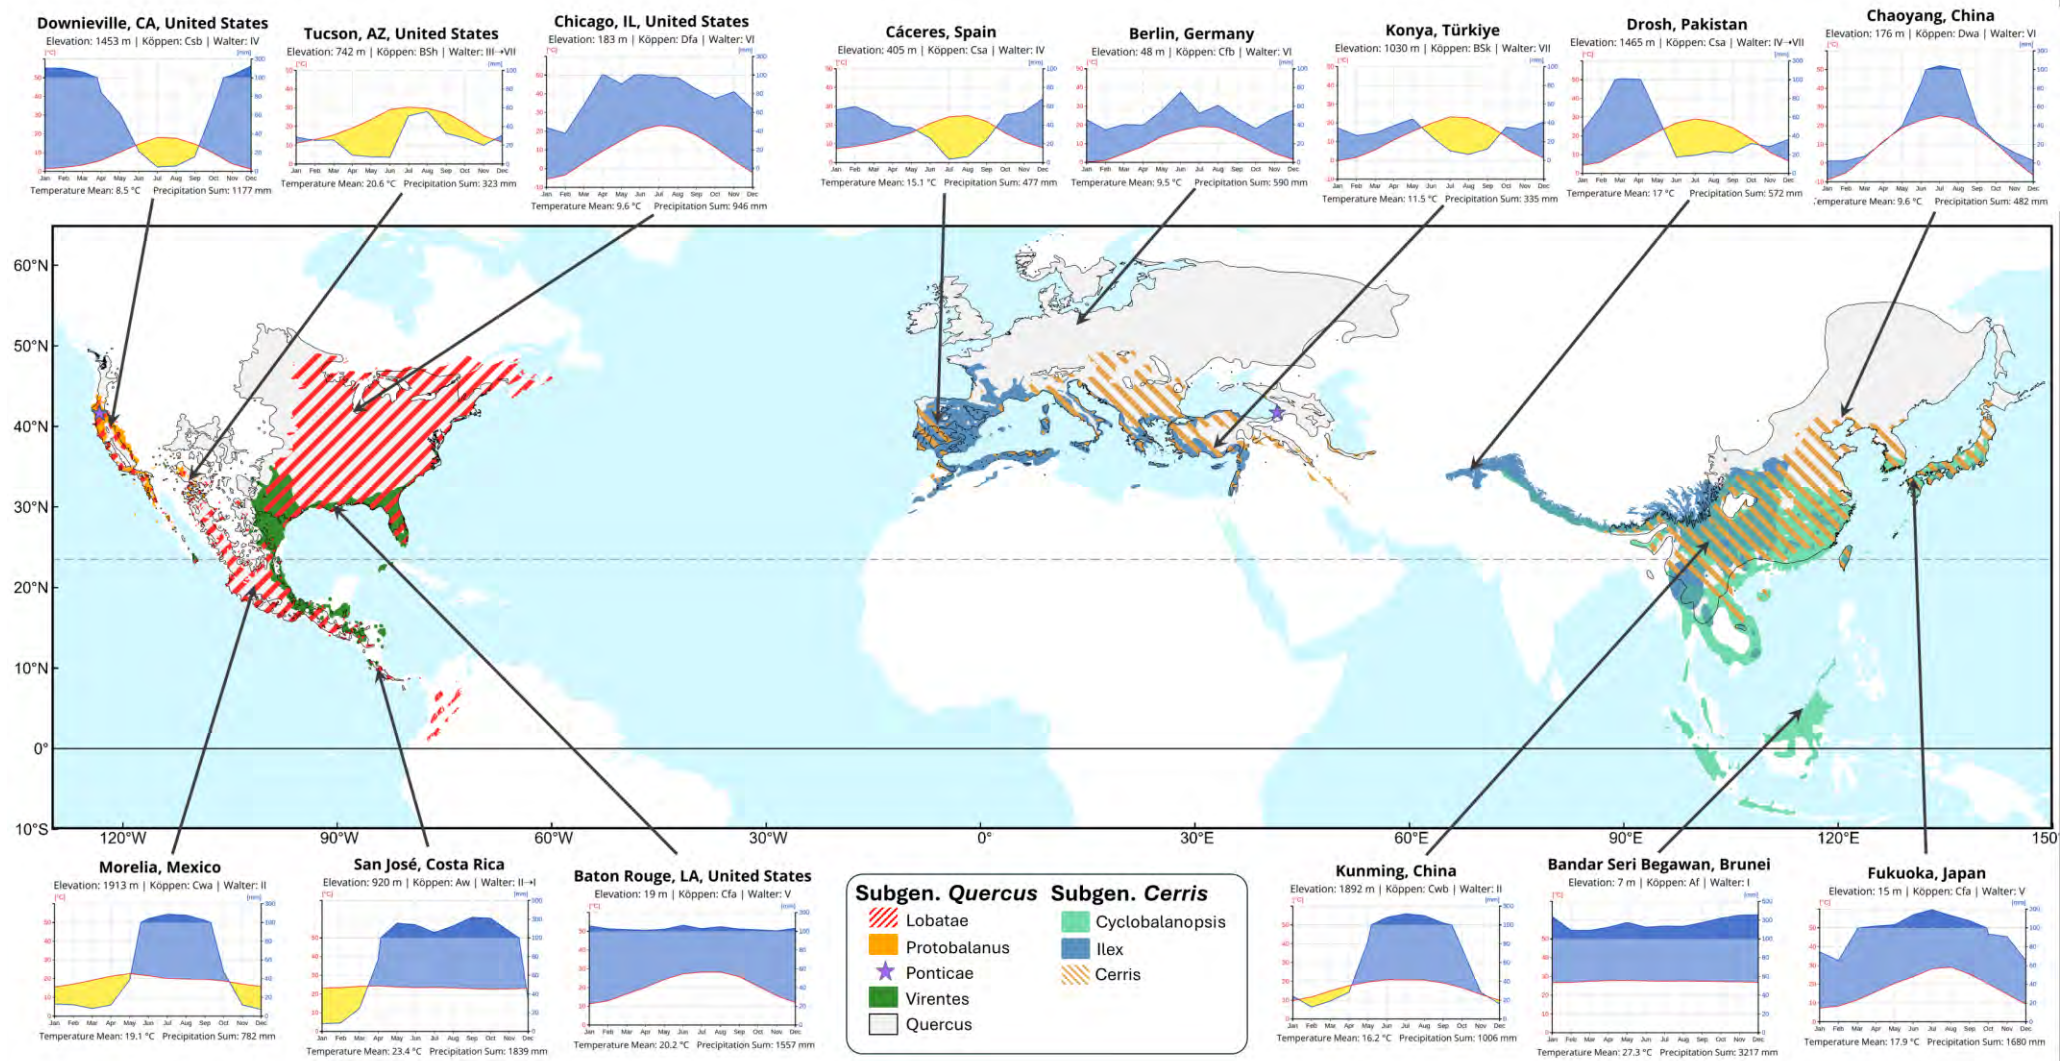 Downieville, CA, United States
Elevation: 1453 m | Köppen: Csb | Walter: IV
Temperature Mean: 8.5 °C Precipitation Sum: 1177 mm
Tucson, AZ, United States
Elevation: 742 m | Köppen: BSh | Walter: III→VII
Temperature Mean: 20.6 °C Precipitation Sum: 323 mm
Chicago, IL, United States
Elevation: 183 m | Köppen: Dfa | Walter: VI
Temperature Mean: 9.6 °C Precipitation Sum: 946 mm
Cáceres, Spain
Elevation: 405 m | Köppen: Csa | Walter: IV
Temperature Mean: 15.1 °C Precipitation Sum: 477 mm
Berlin, Germany
Elevation: 48 m | Köppen: Cfb | Walter: VI
Temperature Mean: 9.5 °C Precipitation Sum: 590 mm
Konya, Türkiye
Elevation: 1030 m | Köppen: BSk | Walter: VII
Temperature Mean: 11.5 °C Precipitation Sum: 335 mm
Drosh, Pakistan
Elevation: 1465 m | Köppen: Csa | Walter: IV→VII
Temperature Mean: 17 °C Precipitation Sum: 572 mm
Chaoyang, China
Elevation: 176 m | Köppen: Dwa | Walter: VI
Temperature Mean: 9.6 °C Precipitation Sum: 482 mm
60°N
50°N
40°N
30°N
20°N
10°N
0°
10°S
120°W 90°W 60°W 30°W 0° 30°E 60°E 90°E 120°E 150
Morelia, Mexico
Elevation: 1913 m | Köppen: Cwa | Walter: II
Temperature Mean: 19.1 °C Precipitation Sum: 782 mm
San José, Costa Rica
Elevation: 920 m | Köppen: Aw | Walter: II→I
Temperature Mean: 23.4 °C Precipitation Sum: 1839 mm
Baton Rouge, LA, United States
Elevation: 19 m | Köppen: Cfa | Walter: V
Temperature Mean: 20.2 °C Precipitation Sum: 1557 mm
Subgen. Quercus
Lobatae
Protobalanus
Ponticae
Virentes
Quercus
Subgen. Cerris
Cyclobalanopsis
Ilex
Cerris
Kunming, China
Elevation: 1892 m | Köppen: Cwb | Walter: II
Temperature Mean: 16.2 °C Precipitation Sum: 1006 mm
Bandar Seri Begawan, Brunei
Elevation: 7 m | Köppen: Af | Walter: I
Temperature Mean: 27.3 °C Precipitation Sum: 3217 mm
Fukuoka, Japan
Elevation: 15 m | Köppen: Cfa | Walter: V
Temperature Mean: 17.9 °C Precipitation Sum: 1680 mm